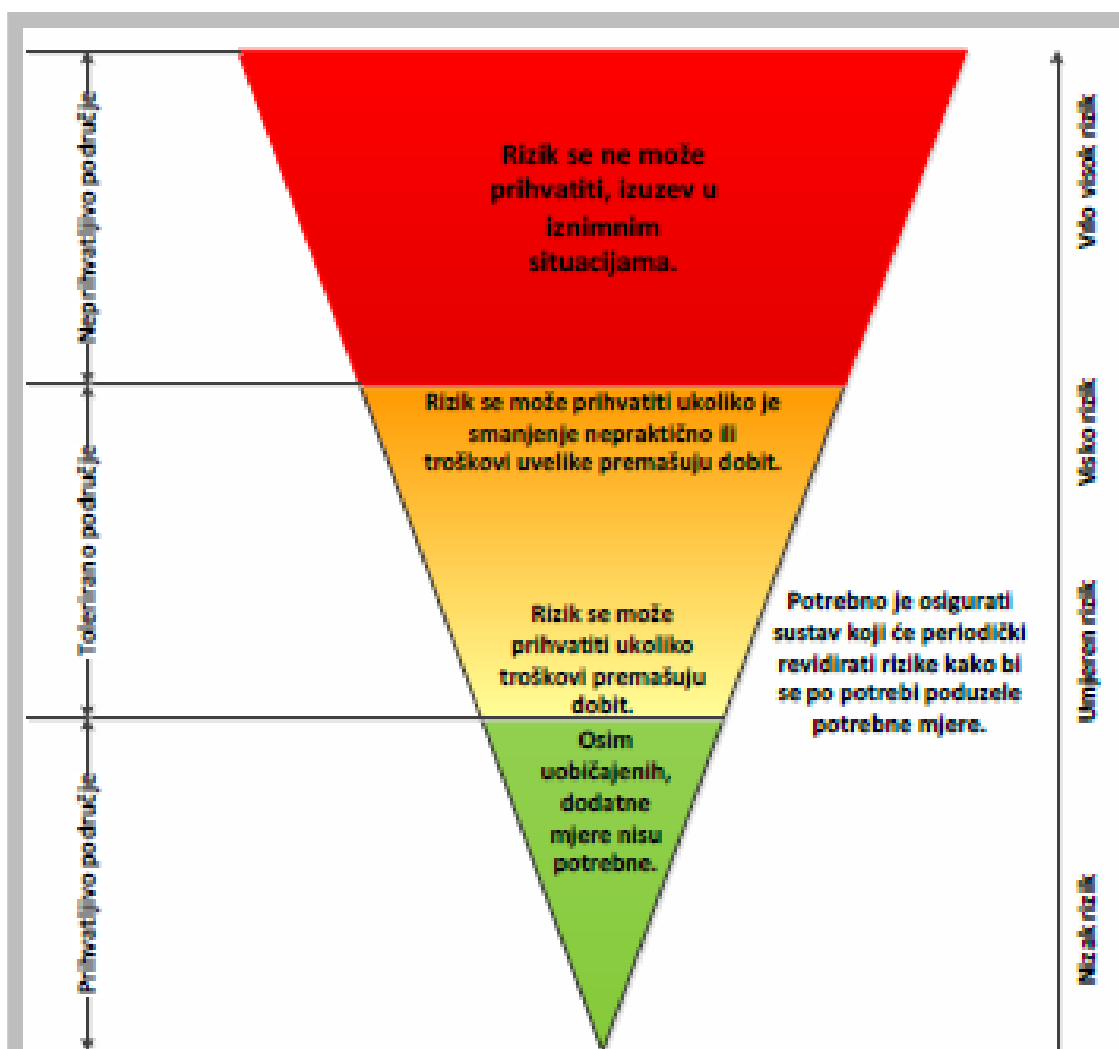 Neprihvatljivo područje
Tolerirano područje
Prihvatljivo područje
Rizik se ne može
prihvatiti, izuzev u
iznimnim
situacijama.
Rizik se može prihvatiti ukoliko je
smanjenje nepraktično ili
troškovi uvelike premašuju dobit.
Rizik se može
prihvatiti ukoliko
troškovi premašuju
dobit.
Osim
uobičajenih,
dodatne
mjere nisu
potrebne.
Potrebno je osigurati
sustav koji će periodički
revidirati rizike kako bi
se po potrebi poduzele
potrebne mjere.
Vrlo visok rizik
Visko rizik
Umjeren rizik
Nizak rizik